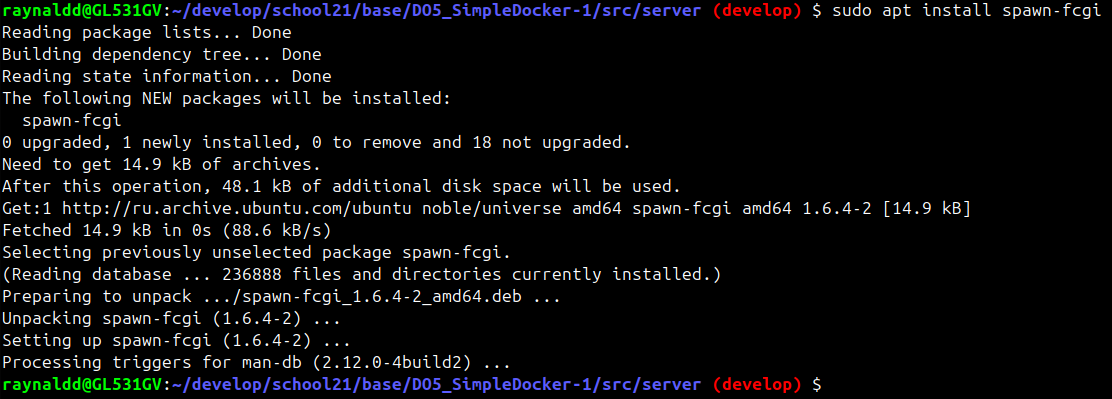 raynaldd@GL531GV:~/develop/school21/base/DO5_SimpleDocker-1/src/server (develop) $ sudo apt install spawn-fcgi
Reading package lists... Done
Building dependency tree... Done
Reading state information... Done
The following NEW packages will be installed:
  spawn-fcgi
0 upgraded, 1 newly installed, 0 to remove and 18 not upgraded.
Need to get 14.9 kB of archives.
After this operation, 48.1 kB of additional disk space will be used.
Get:1 http://ru.archive.ubuntu.com/ubuntu noble/universe amd64 spawn-fcgi amd64 1.6.4-2 [14.9 kB]
Fetched 14.9 kB in 0s (88.6 kB/s)
Selecting previously unselected package spawn-fcgi.
(Reading database ... 236888 files and directories currently installed.)
Preparing to unpack .../spawn-fcgi_1.6.4-2_amd64.deb ...
Unpacking spawn-fcgi (1.6.4-2) ...
Setting up spawn-fcgi (1.6.4-2) ...
Processing triggers for man-db (2.12.0-4build2) ...
raynaldd@GL531GV:~/develop/school21/base/DO5_SimpleDocker-1/src/server (develop) $